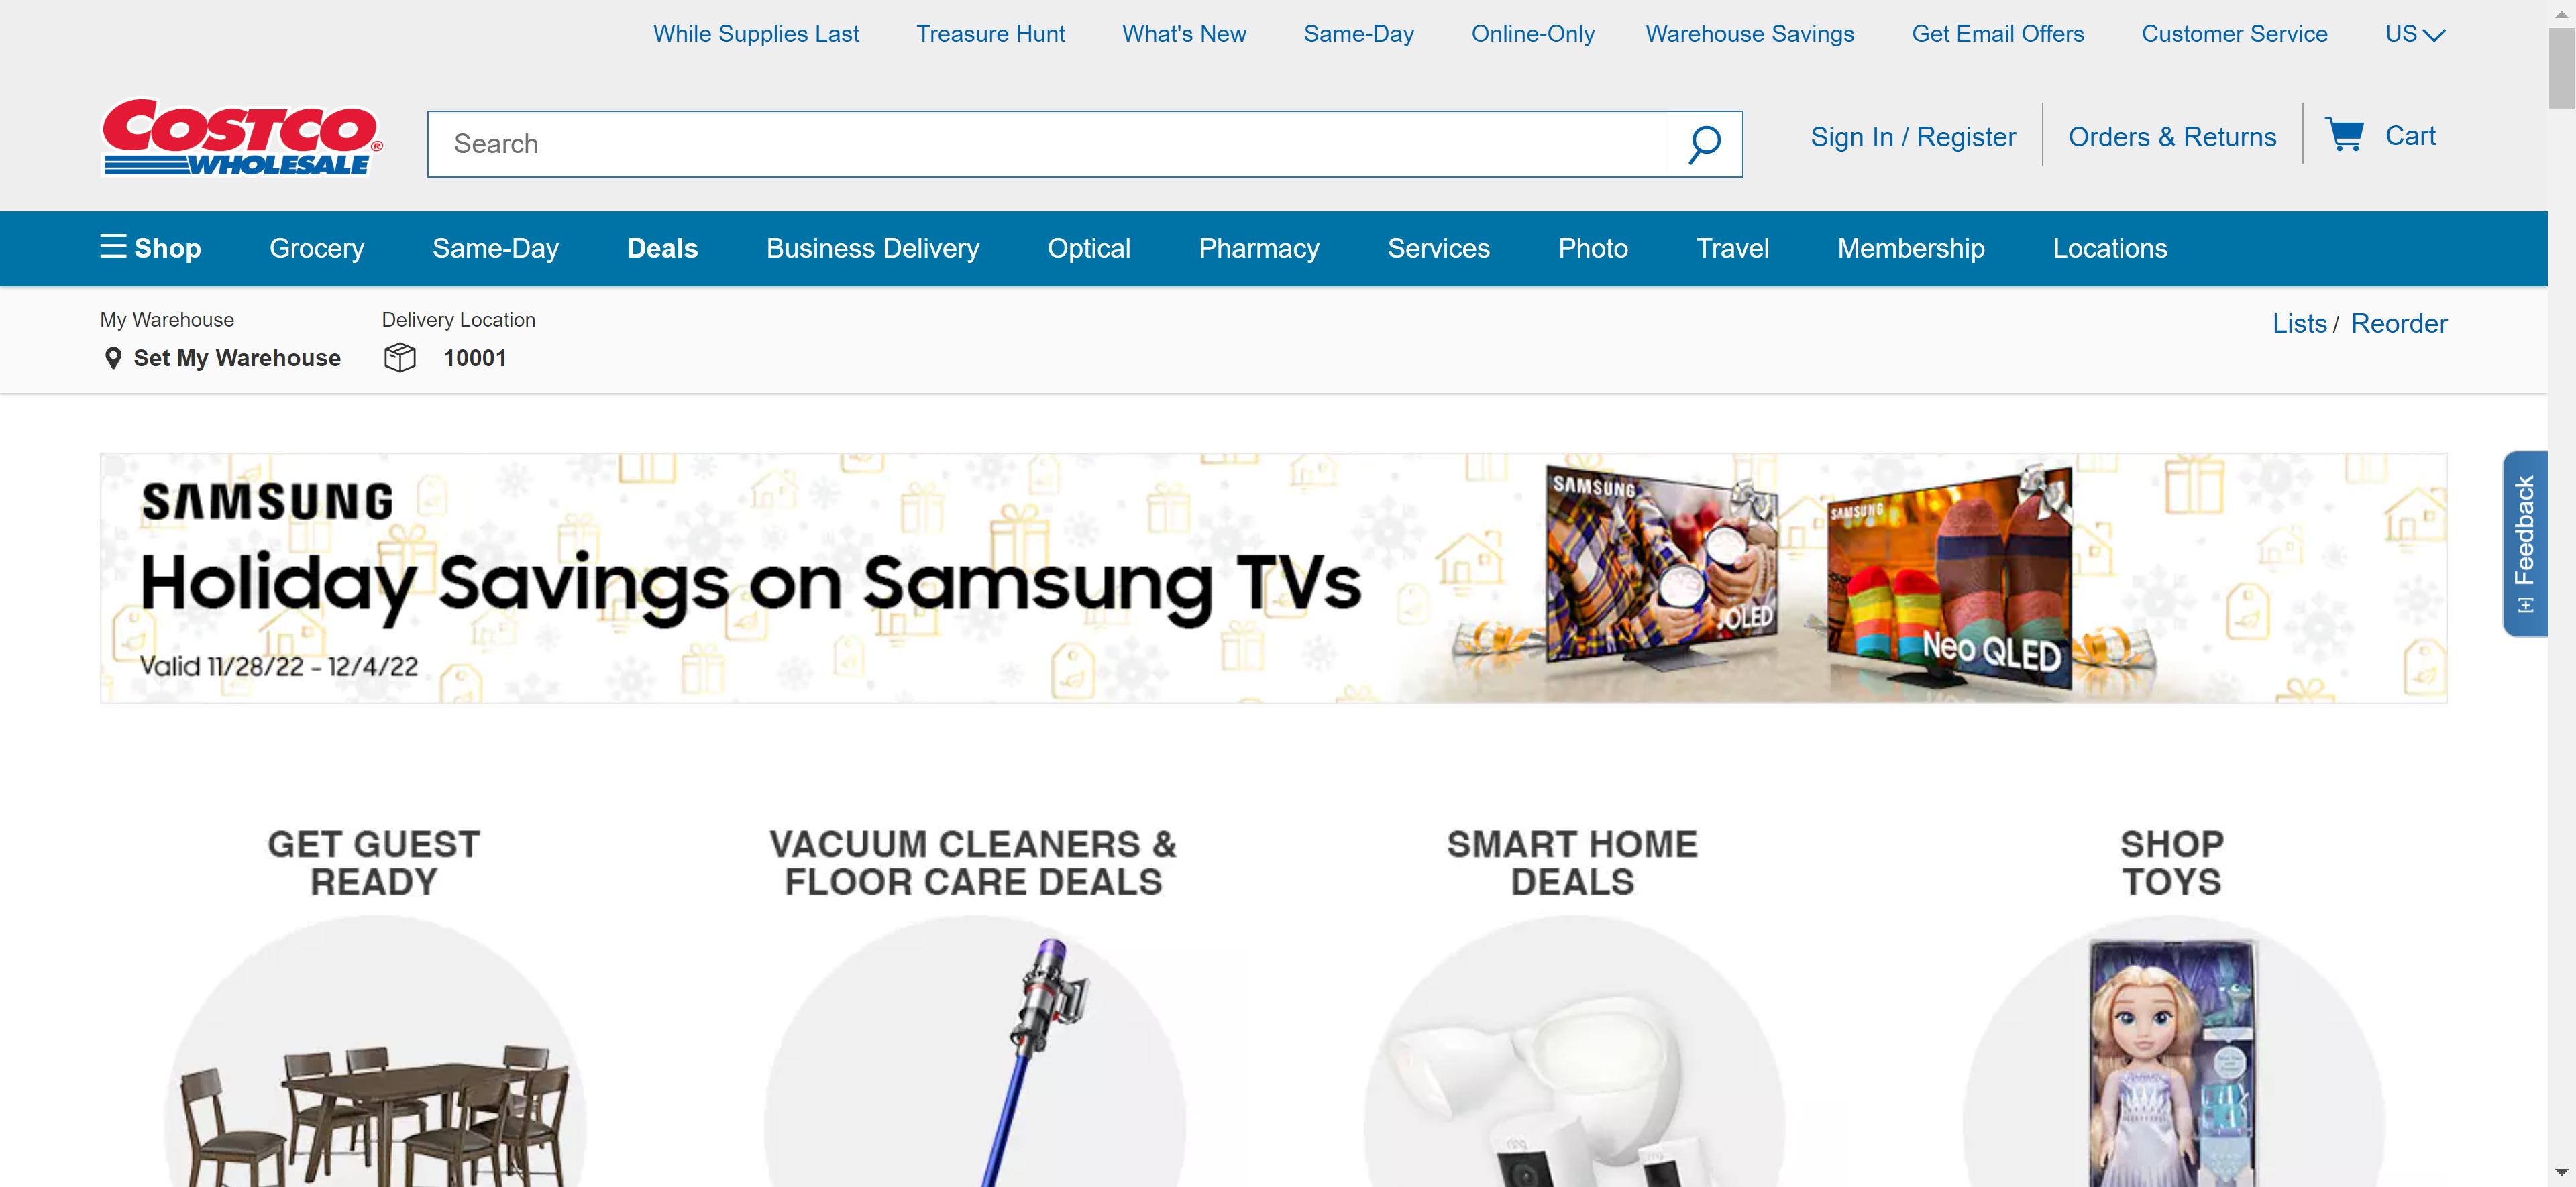 While Supplies Last Treasure Hunt What's New Same-Day Online-Only Warehouse Savings Get Email Offers Customer Service US
COSTCO®
WHOLESALE
Search
Sign In / Register Orders & Returns Cart
Shop Grocery Same-Day Deals Business Delivery Optical Pharmacy Services Photo Travel Membership Locations
My Warehouse Delivery Location
Set My Warehouse 10001
Lists / Reorder
SAMSUNG
Holiday Savings on Samsung TVs
Valid 11/28/22 - 12/4/22
SAMSUNG
OLED
SAMSUNG
Neo QLED
[+] Feedback
GET GUEST
READY
VACUUM CLEANERS &
FLOOR CARE DEALS
SMART HOME
DEALS
SHOP
TOYS
ring
ring